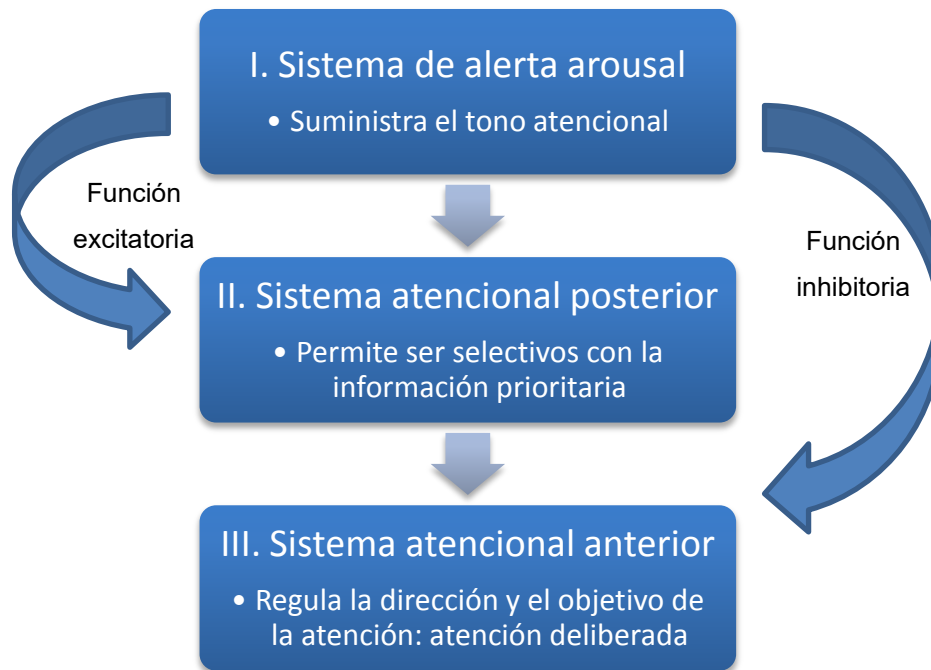 I. Sistema de alerta arousal
• Suministra el tono atencional
Función
excitatoria
Función
inhibitoria
II. Sistema atencional posterior
• Permite ser selectivos con la
información prioritaria
III. Sistema atencional anterior
• Regula la dirección y el objetivo de
la atención: atención deliberada